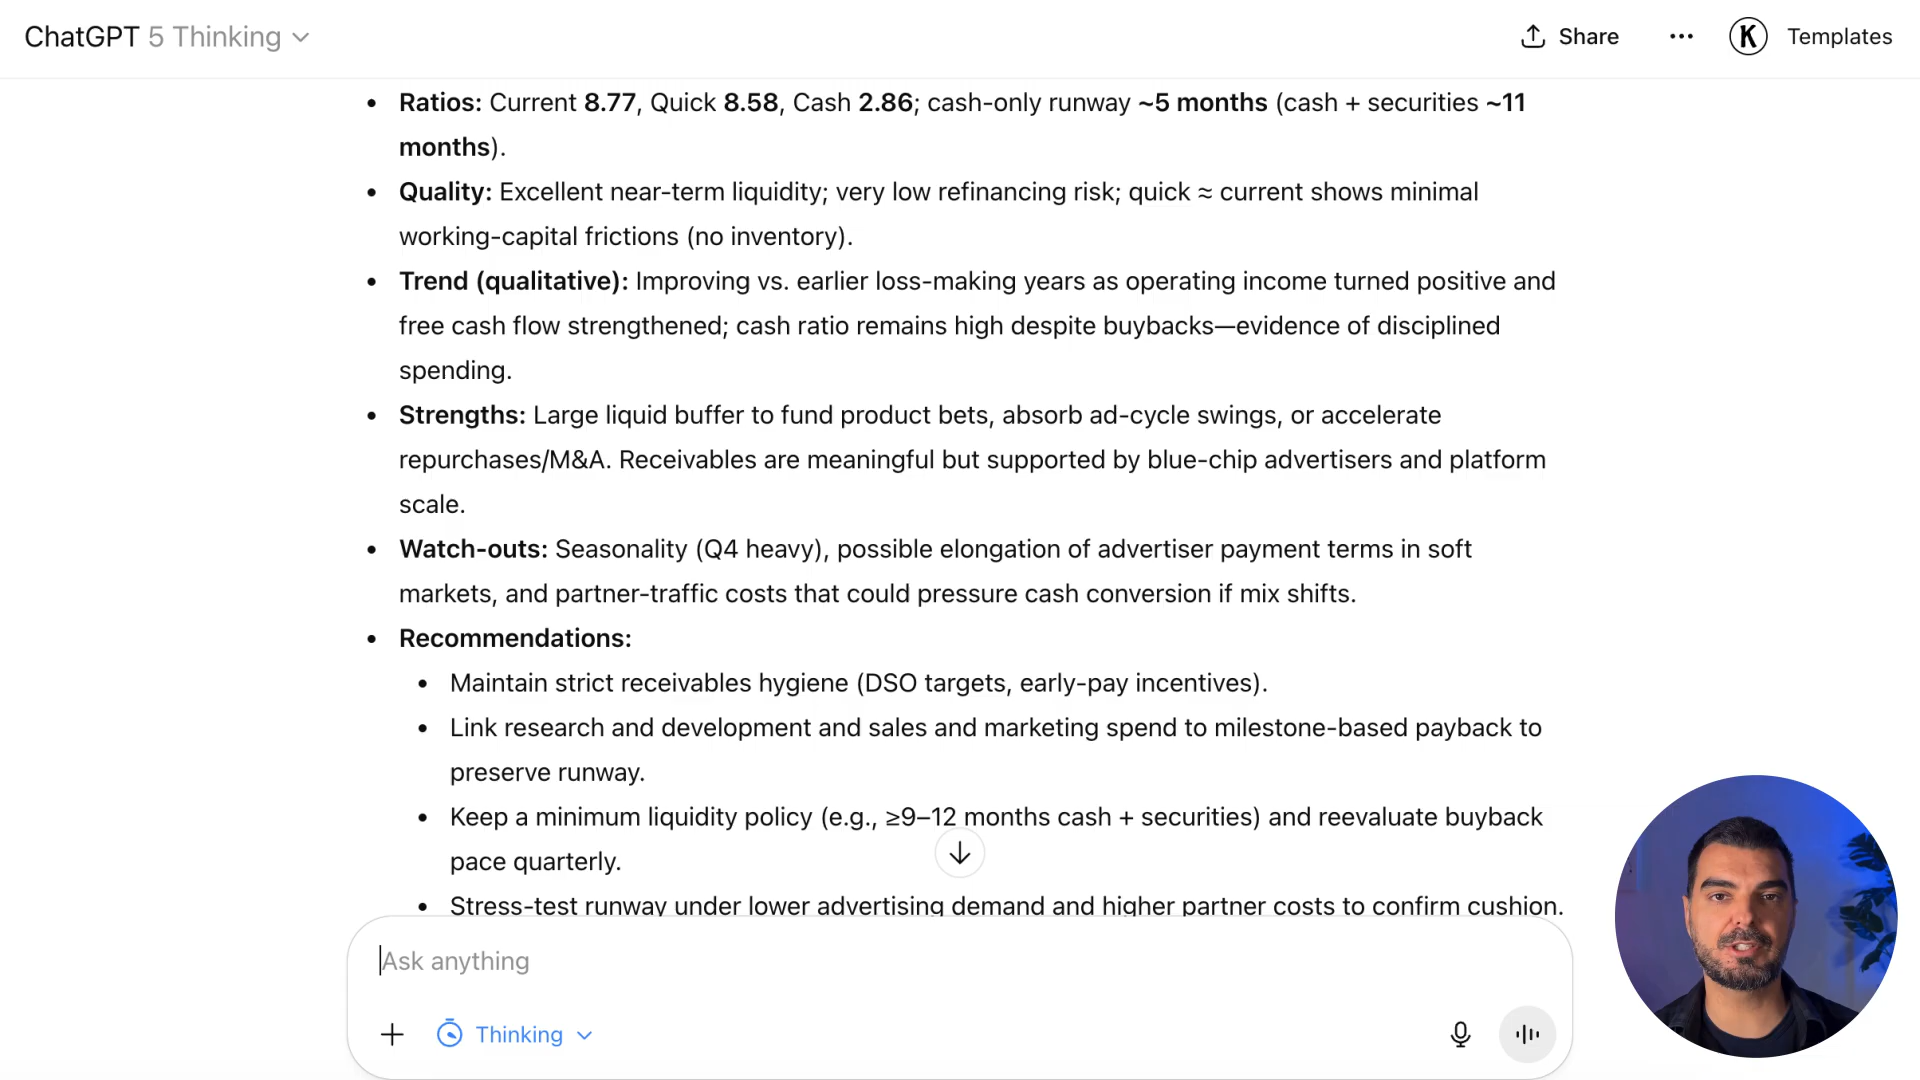 ChatGPT 5 Thinking
Share
K
Templates
• Ratios: Current 8.77, Quick 8.58, Cash 2.86; cash-only runway ~5 months (cash + securities ~11
months).
• Quality: Excellent near-term liquidity; very low refinancing risk; quick ≈ current shows minimal
working-capital frictions (no inventory).
• Trend (qualitative): Improving vs. earlier loss-making years as operating income turned positive and
free cash flow strengthened; cash ratio remains high despite buybacks—evidence of disciplined
spending.
• Strengths: Large liquid buffer to fund product bets, absorb ad-cycle swings, or accelerate
repurchases/M&A. Receivables are meaningful but supported by blue-chip advertisers and platform
scale.
• Watch-outs: Seasonality (Q4 heavy), possible elongation of advertiser payment terms in soft
markets, and partner-traffic costs that could pressure cash conversion if mix shifts.
• Recommendations:
• Maintain strict receivables hygiene (DSO targets, early-pay incentives).
• Link research and development and sales and marketing spend to milestone-based payback to
preserve runway.
• Keep a minimum liquidity policy (e.g., ≥9–12 months cash + securities) and reevaluate buyback
pace quarterly.
• Stress-test runway under lower advertising demand and higher partner costs to confirm cushion.
Ask anything
Thinking